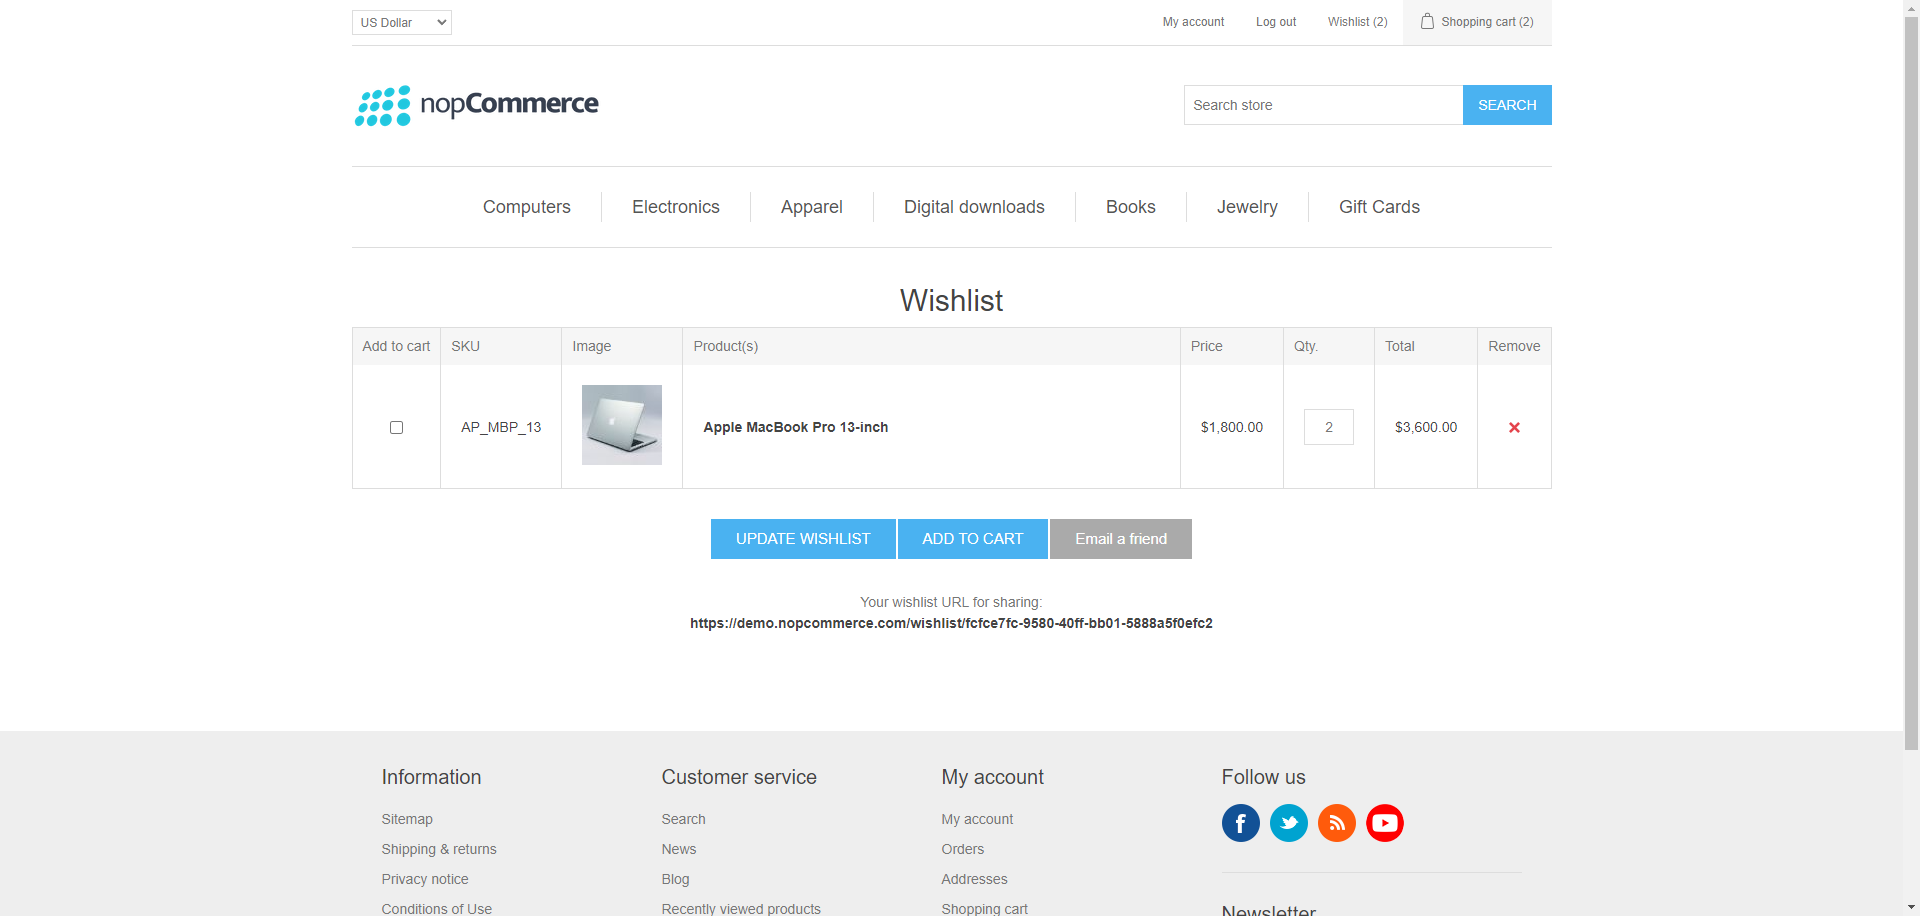 US Dollar
My account
Log out
Wishlist (2)
Shopping cart (2)
nopCommerce
Search store
SEARCH
Computers
Electronics
Apparel
Digital downloads
Books
Jewelry
Gift Cards
Wishlist
Add to cart SKU Image Product(s) Price Qty. Total Remove
AP_MBP_13 Apple MacBook Pro 13-inch $1,800.00 2 $3,600.00
UPDATE WISHLIST
ADD TO CART
Email a friend
Your wishlist URL for sharing:
https://demo.nopcommerce.com/wishlist/fcfce7fc-9580-40ff-bb01-5888a5f0efc2
Information
Sitemap
Shipping & returns
Privacy notice
Conditions of Use
Customer service
Search
News
Blog
Recently viewed products
My account
My account
Orders
Addresses
Shopping cart
Follow us
Newsletter